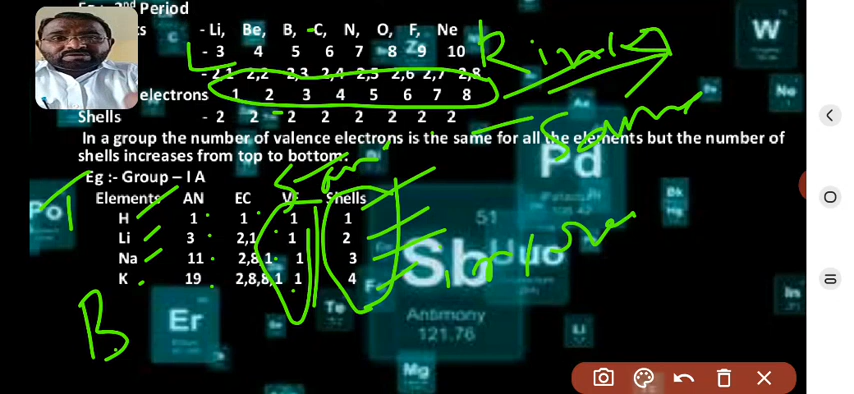 2nd Period
- Li, Be, B, C, N, O, F, Ne
- 3 4 5 6 7 8 9 10
- 2,1 2,2 2,3 2,4 2,5 2,6 2,7 2,8
electrons 1 2 3 4 5 6 7 8
Shells - 2 2 2 2 2 2 2 2
In a group the number of valence electrons is the same for all the elements but the number of
shells increases from top to bottom.
Eg :- Group – I A
Elements AN EC VE Shells
H 1 1 1 1
Li 3 2,1 1 2
Na 11 2,8,1 1 3
K 19 2,8,8,1 1 4
B
W
Pd
Po
Bk
51
Sb
Uuo
Antimony
121.76
Er
Te
Li
Mg